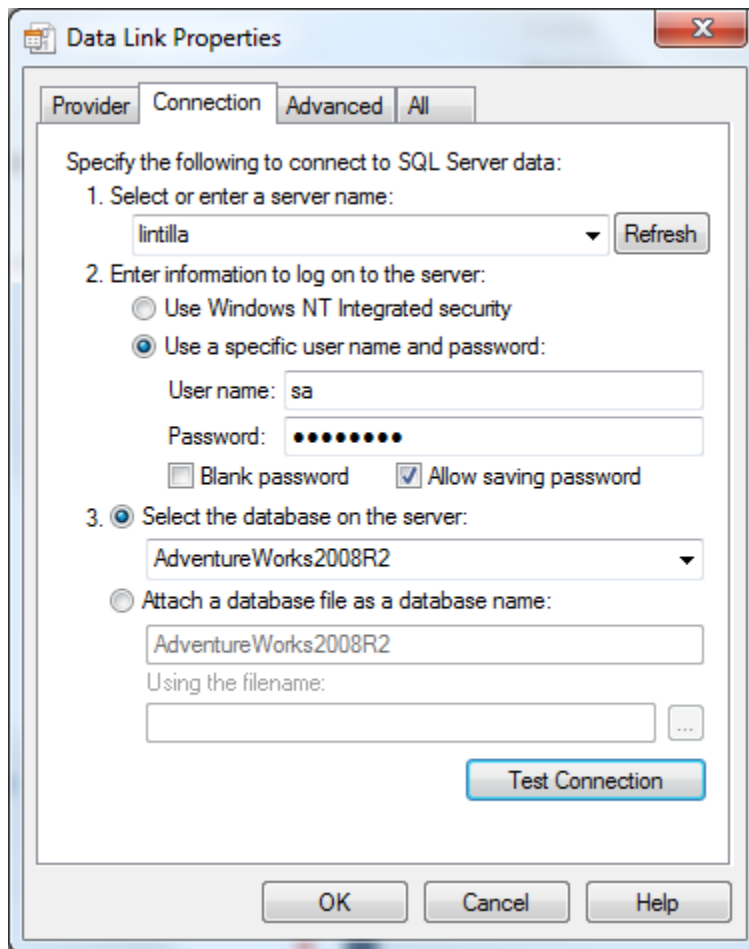 Data Link Properties
Provider Connection Advanced All
Specify the following to connect to SQL Server data:
1. Select or enter a server name:
lintilla Refresh
2. Enter information to log on to the server:
Use Windows NT Integrated security
Use a specific user name and password:
User name: sa
Password: ●●●●●●●●
Blank password Allow saving password
3. Select the database on the server:
AdventureWorks2008R2
Attach a database file as a database name:
AdventureWorks2008R2
Using the filename:
...
Test Connection
OK Cancel Help